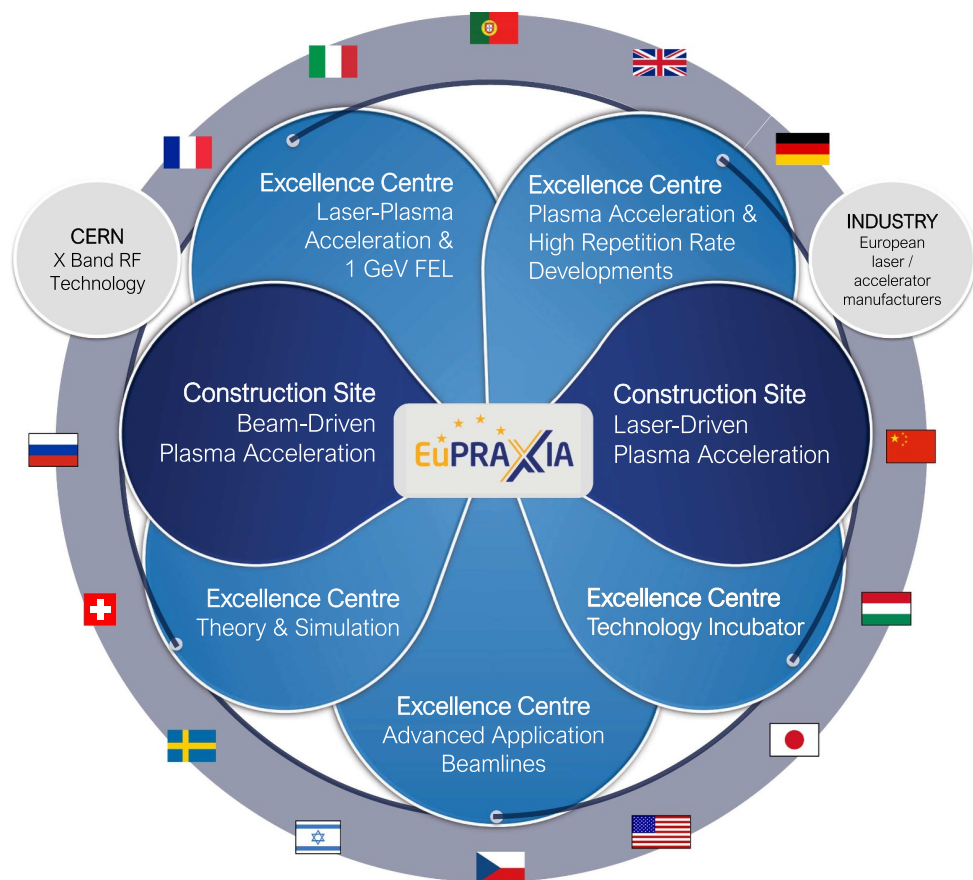 Excellence Centre
Laser-Plasma
Acceleration &
1 GeV FEL
Excellence Centre
Plasma Acceleration &
High Repetition Rate
Developments
CERN
X Band RF
Technology
INDUSTRY
European
laser /
accelerator
manufacturers
Construction Site
Beam-Driven
Plasma Acceleration
EuPRAXIA
Construction Site
Laser-Driven
Plasma Acceleration
Excellence Centre
Theory & Simulation
Excellence Centre
Technology Incubator
Excellence Centre
Advanced Application
Beamlines